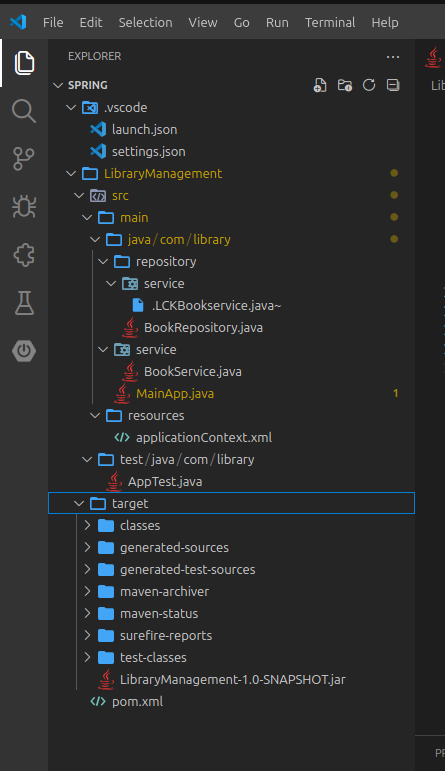 File Edit Selection View Go Run Terminal Help
EXPLORER ...
SPRING
Lib
.vscode
launch.json
settings.json
LibraryManagement
src
main
java/com/library
repository
service
.LCKBookservice.java~
BookRepository.java
service
BookService.java
MainApp.java 1
resources
applicationContext.xml
test/java/com/library
AppTest.java
target
classes
generated-sources
generated-test-sources
maven-archiver
maven-status
surefire-reports
test-classes
LibraryManagement-1.0-SNAPSHOT.jar
pom.xml